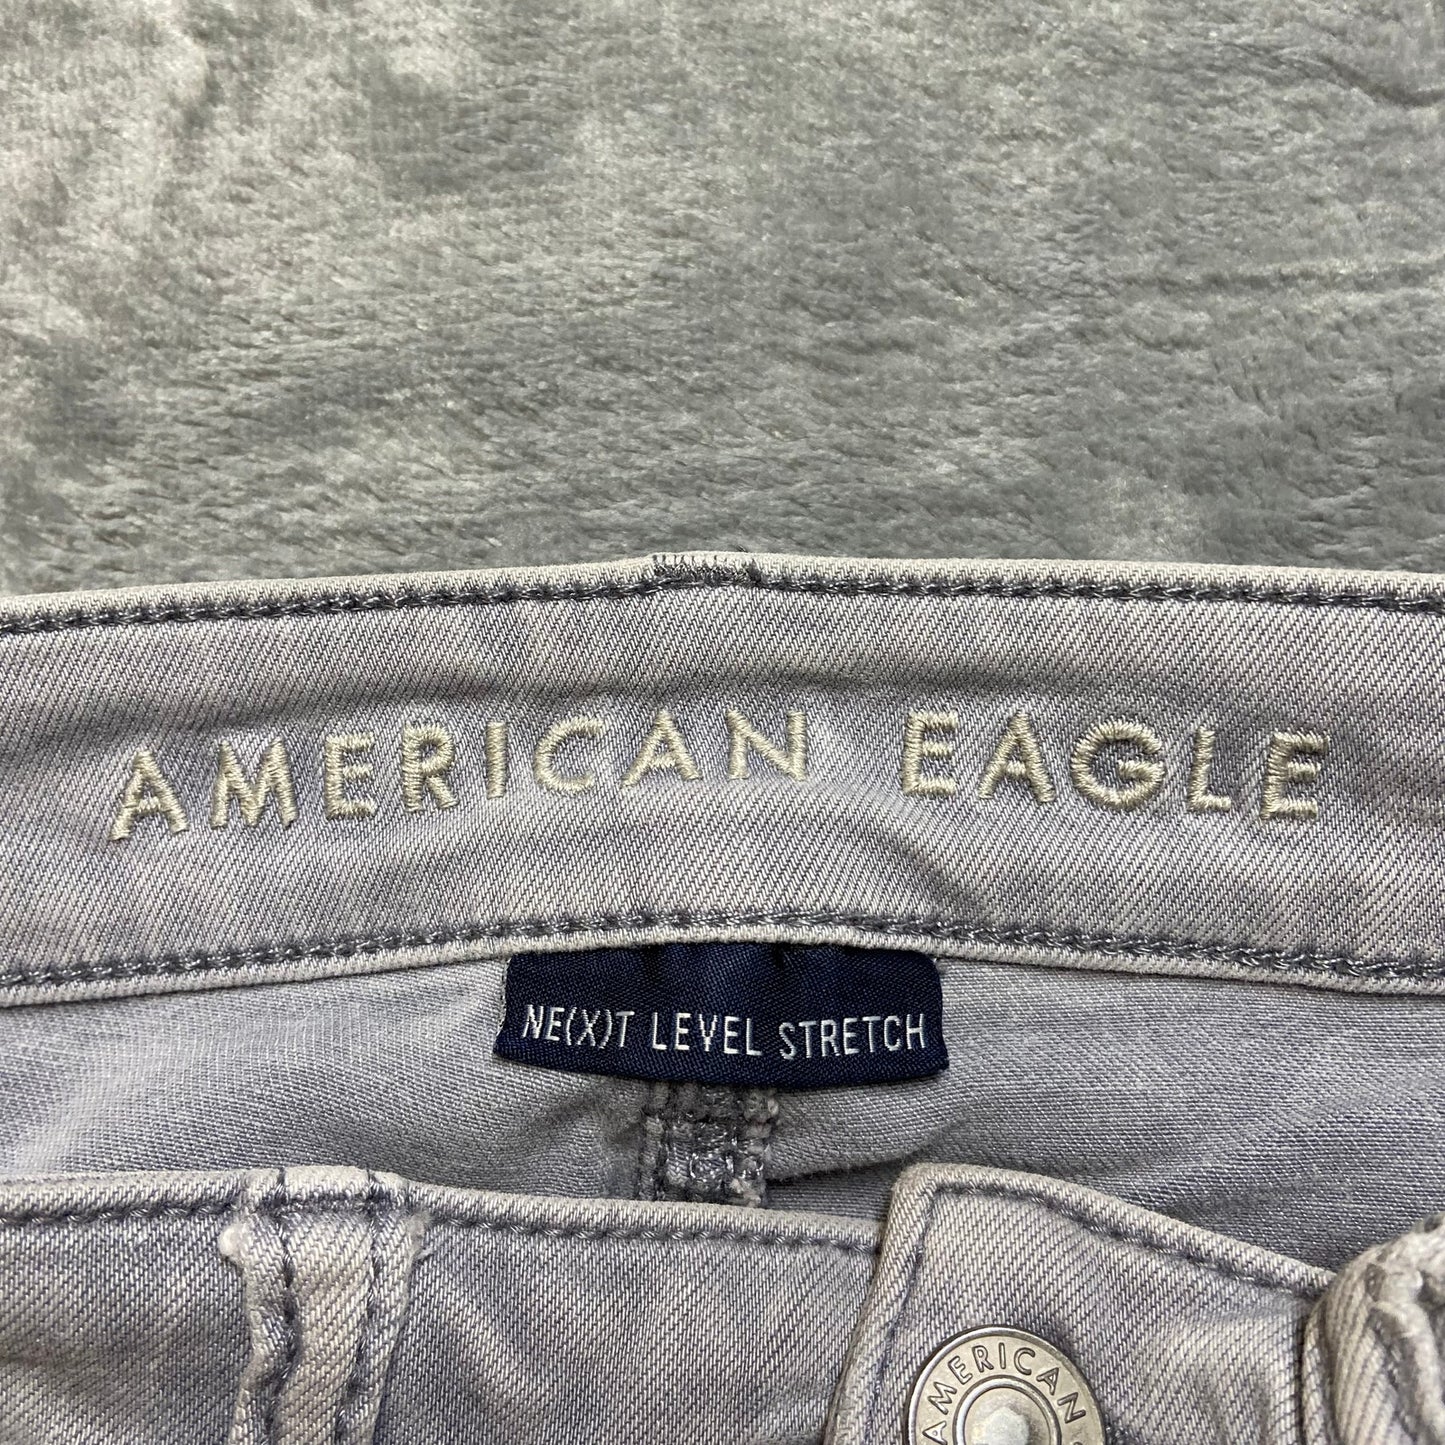 AMERICAN EAGLE
NE(X)T LEVEL STRETCH
AMERICAN